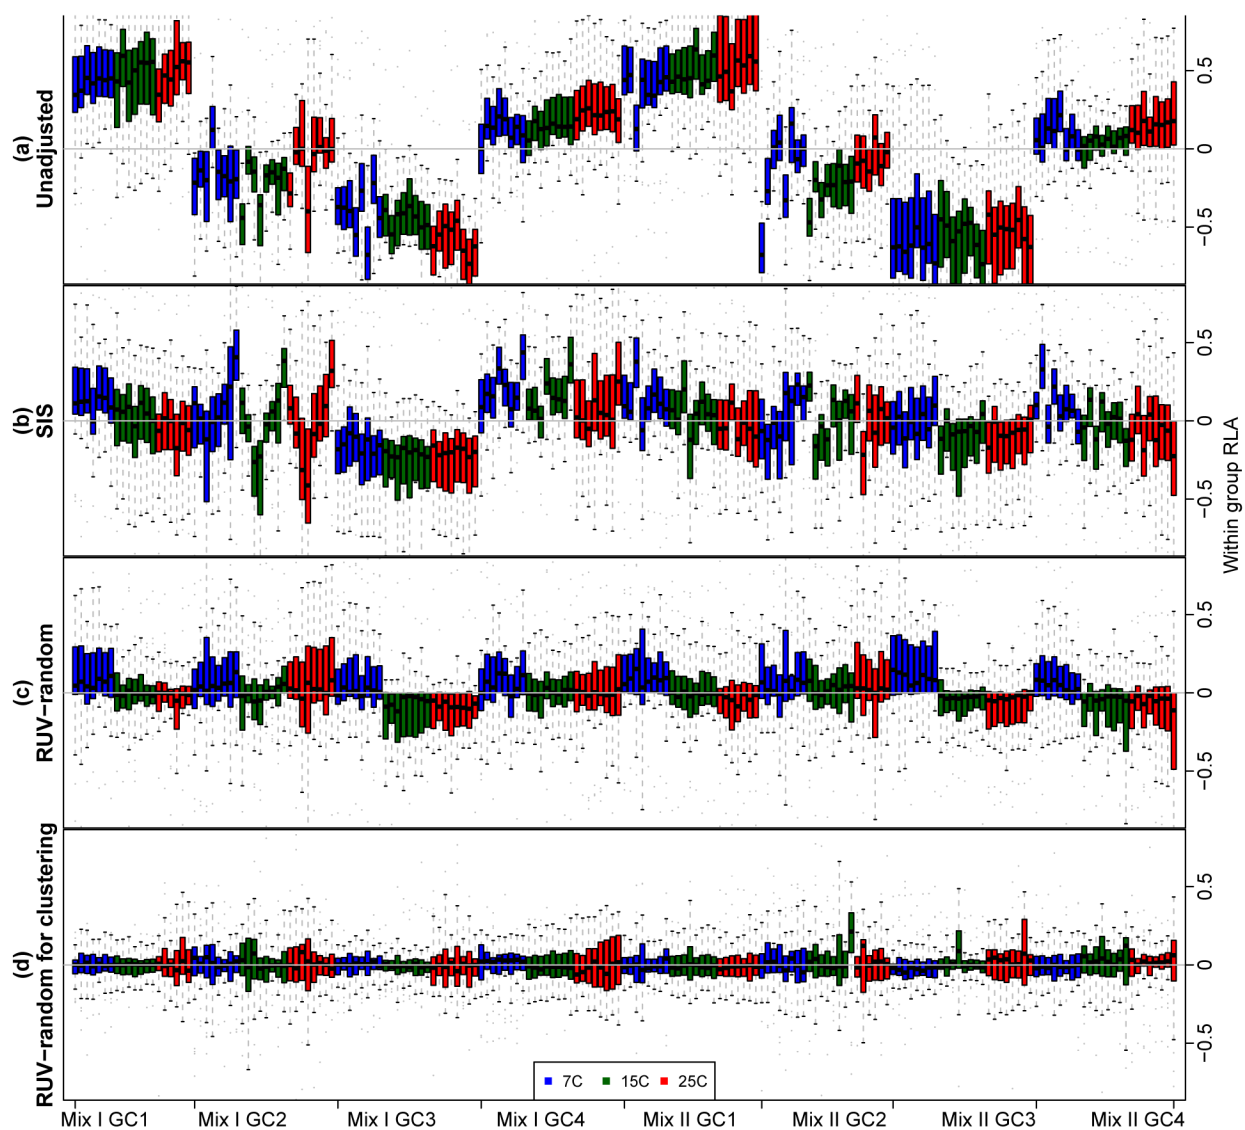 (a)
Unadjusted
0.5
0
−0.5
(b)
SIS
0.5
0
−0.5
Within group RLA
(c)
RUV−random
0.5
0
−0.5
(d)
RUV−random for clustering
0.5
0
−0.5
7C 15C 25C
Mix I GC1 Mix I GC2 Mix I GC3 Mix I GC4 Mix II GC1 Mix II GC2 Mix II GC3 Mix II GC4